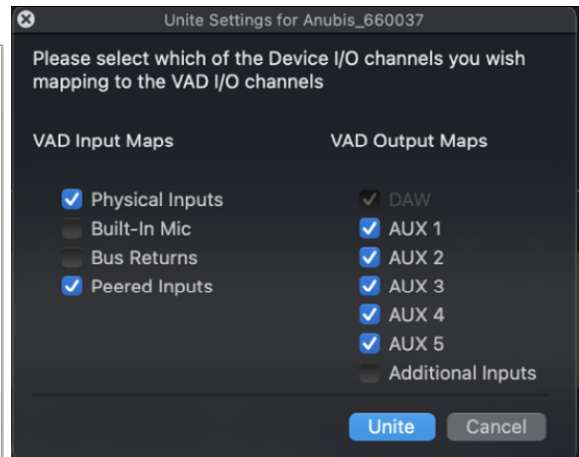 Unite Settings for Anubis_660037
Please select which of the Device I/O channels you wish
mapping to the VAD I/O channels
VAD Input Maps
Physical Inputs
Built-In Mic
Bus Returns
Peered Inputs
VAD Output Maps
DAW
AUX 1
AUX 2
AUX 3
AUX 4
AUX 5
Additional Inputs
Unite
Cancel